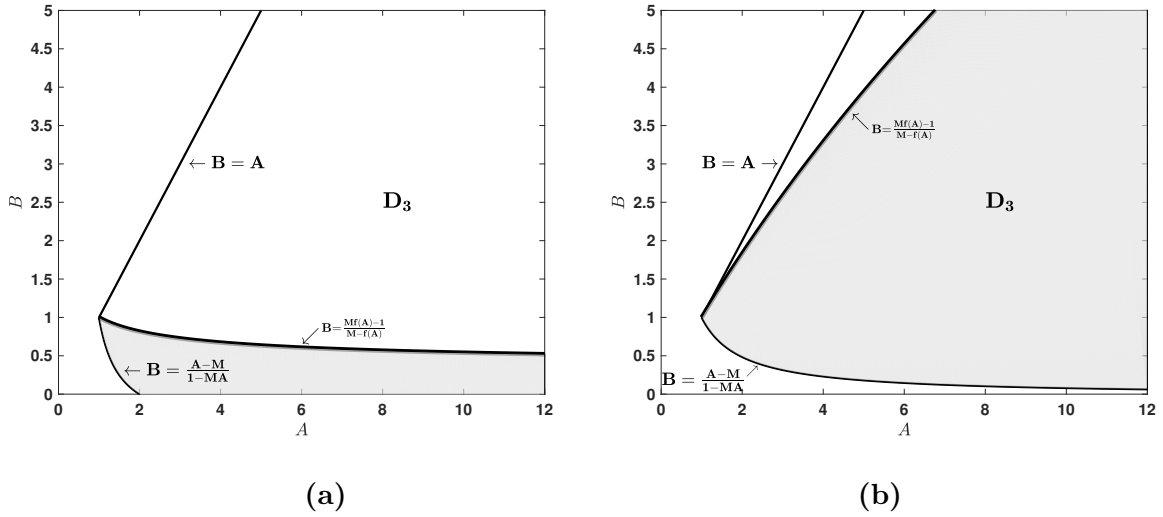 5
4.5
4
3.5
3
2.5
2
1.5
1
0.5
0
0 2 4 6 8 10 12
B
A
← B = A
D₃
B=Mf(A)−1/M−f(A)
← B = A−M/1−MA
(a)
5
4.5
4
3.5
3
2.5
2
1.5
1
0.5
0
0 2 4 6 8 10 12
B
A
B = A →
B=Mf(A)−1/M−f(A)
D₃
B = A−M/1−MA
(b)